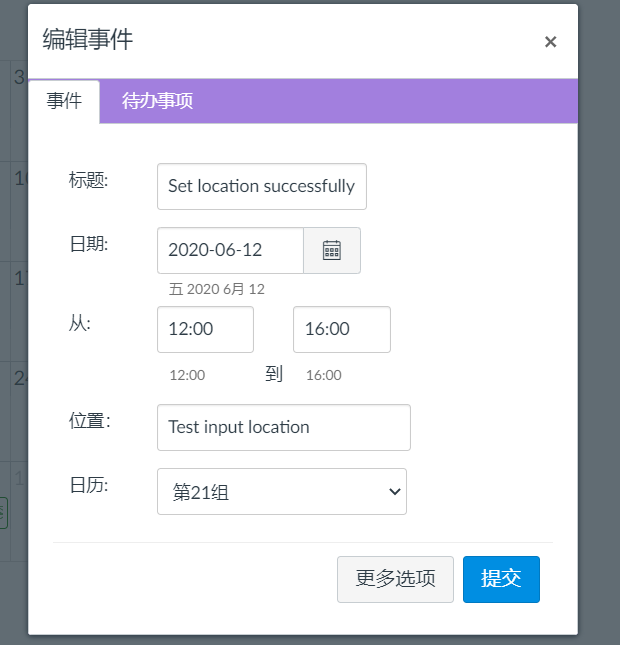 编辑事件
×
事件 待办事项
标题: Set location successfully
日期: 2020-06-12
五 2020 6月 12
从: 12:00 16:00
12:00 到 16:00
位置: Test input location
日历: 第21组
更多选项 提交
3
17